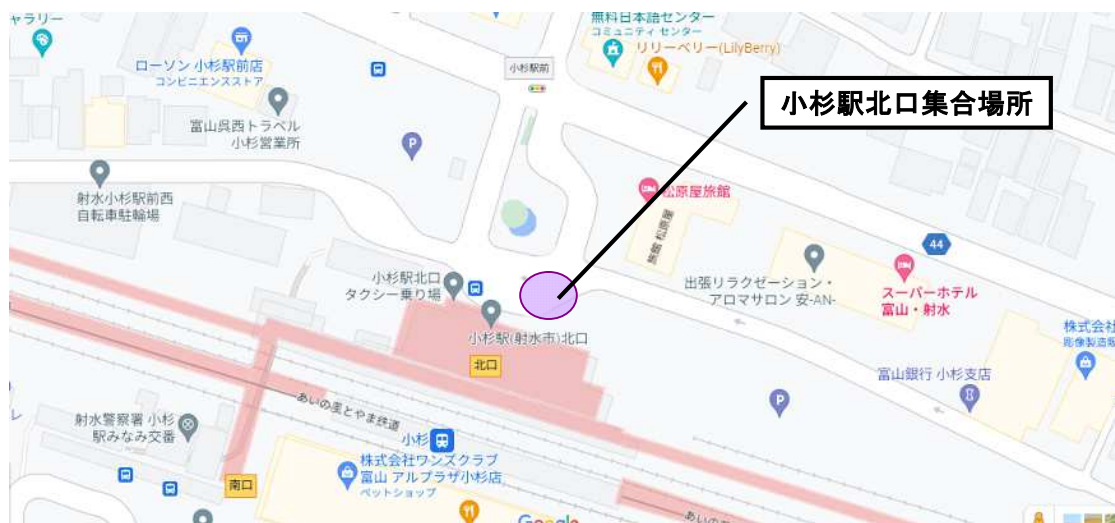 ャラリー
ローソン 小杉駅前店
コンビニエンスストア
富山呉西トラベル
小杉営業所
射水小杉駅前西
自転車駐輪場
小杉駅前
無料日本語センター
コミュニティ センター
リリーベリー(LilyBerry)
小杉駅北口集合場所
P
松原屋旅館
旅館 松原屋
44
出張リラクゼーション・
アロマサロン 安-AN-
スーパーホテル
富山・射水
株式会社
富山銀行 小杉支店
P
小杉駅北口
タクシー乗り場
小杉駅(射水市)北口
北口
あいの風とやま鉄道
射水警察署 小杉
駅みなみ交番
小杉
株式会社ワンズクラブ
富山 アルプラザ小杉店
ペットショップ
南口
Google